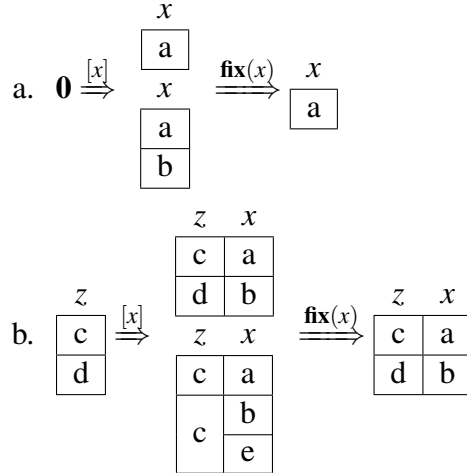 x
a
a. 0 [x] ⟹ x fix(x) ⟹ x
a
a
b
z x
c a
d b
z
b. c [x] ⟹ z x fix(x) ⟹ z x
d
c a
c b
e
c a
d b